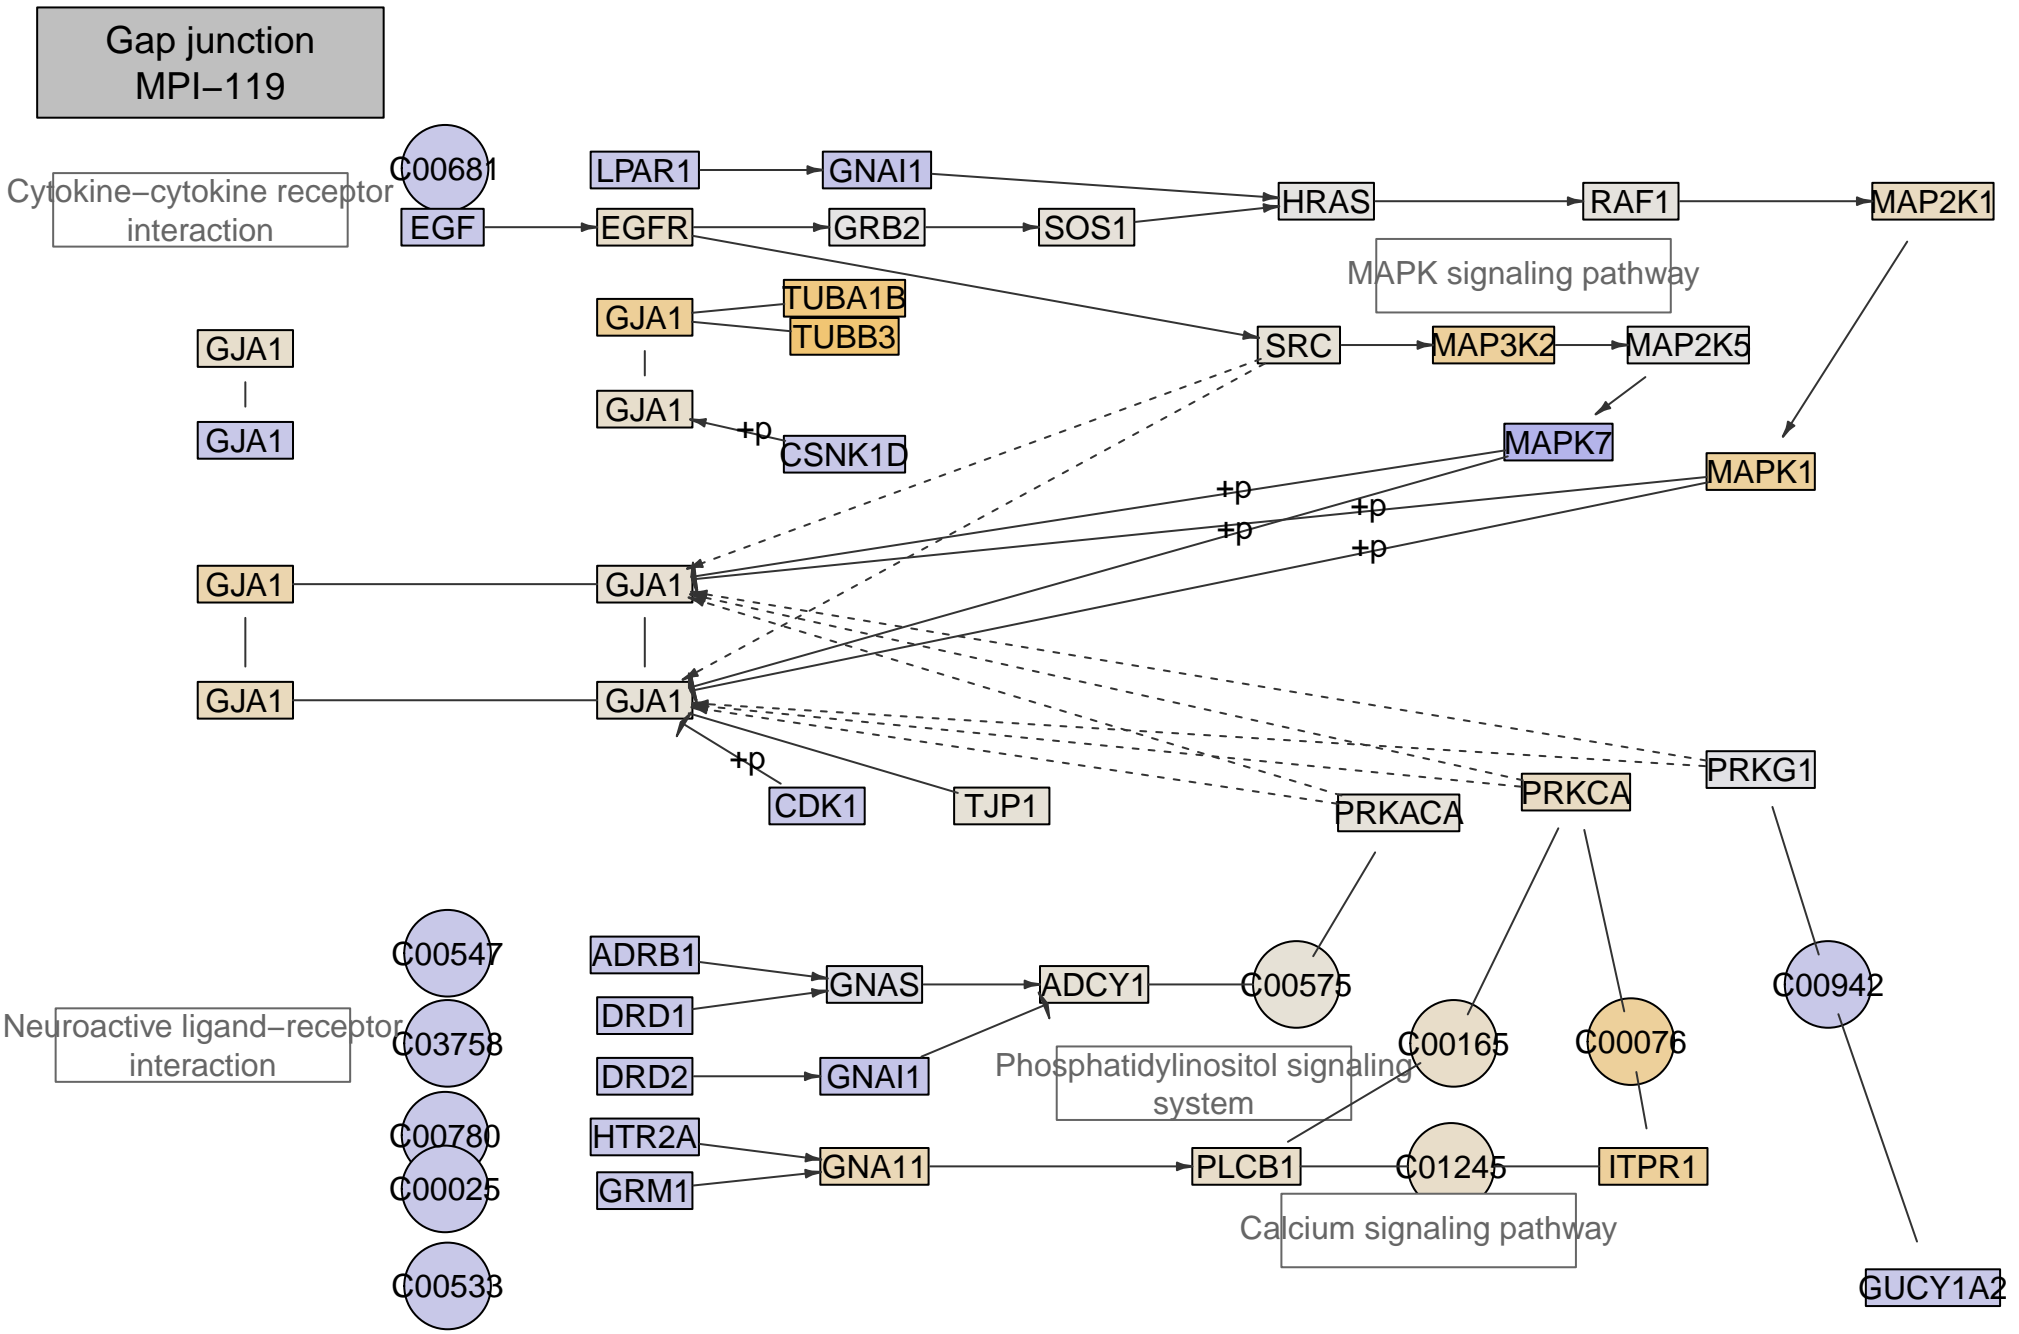 Gap junction
MPI−119
C00681
LPAR1
GNAI1
Cytokine−cytokine receptor
interaction
EGF
EGFR
GRB2
SOS1
HRAS
RAF1
MAP2K1
MAPK signaling pathway
TUBA1B
GJA1
TUBB3
GJA1
SRC
MAP3K2
MAP2K5
GJA1
+p
CSNK1D
GJA1
MAPK7
MAPK1
+p
+p
+p
+p
GJA1
GJA1
GJA1
GJA1
+p
CDK1
TJP1
PRKACA
PRKCA
PRKG1
C00547
ADRB1
GNAS
ADCY1
C00575
C00942
DRD1
Neuroactive ligand−receptor
interaction
C03758
C00165
C00076
DRD2
GNAI1
Phosphatidylinositol signaling
system
C00780
HTR2A
GNA11
PLCB1
C01245
ITPR1
C00025
GRM1
Calcium signaling pathway
C00533
GUCY1A2